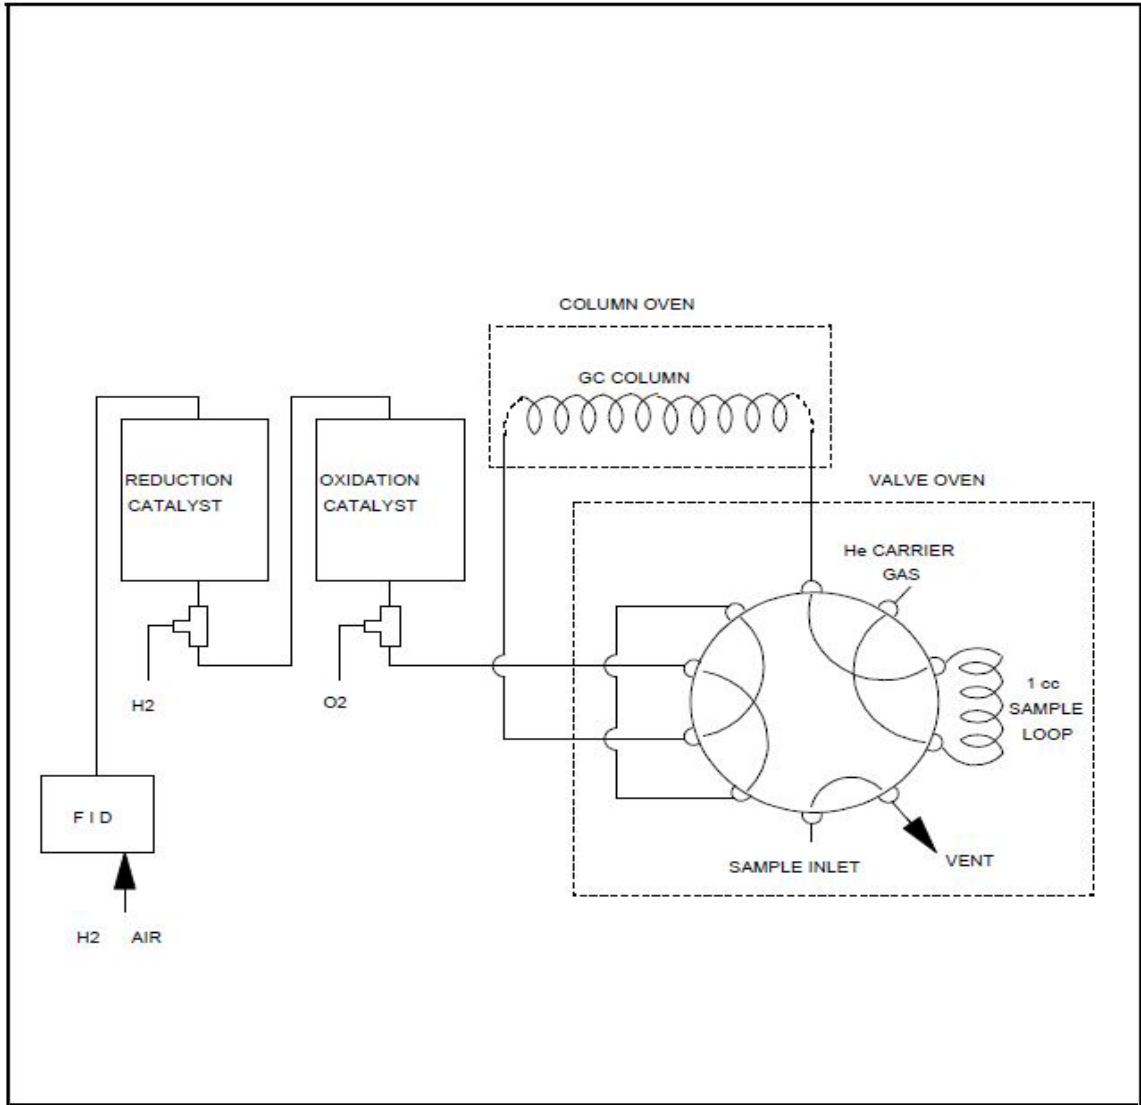 COLUMN OVEN
GC COLUMN
REDUCTION
CATALYST
OXIDATION
CATALYST
VALVE OVEN
He CARRIER
GAS
1 cc
SAMPLE
LOOP
H2
O2
F I D
SAMPLE INLET
VENT
H2 AIR